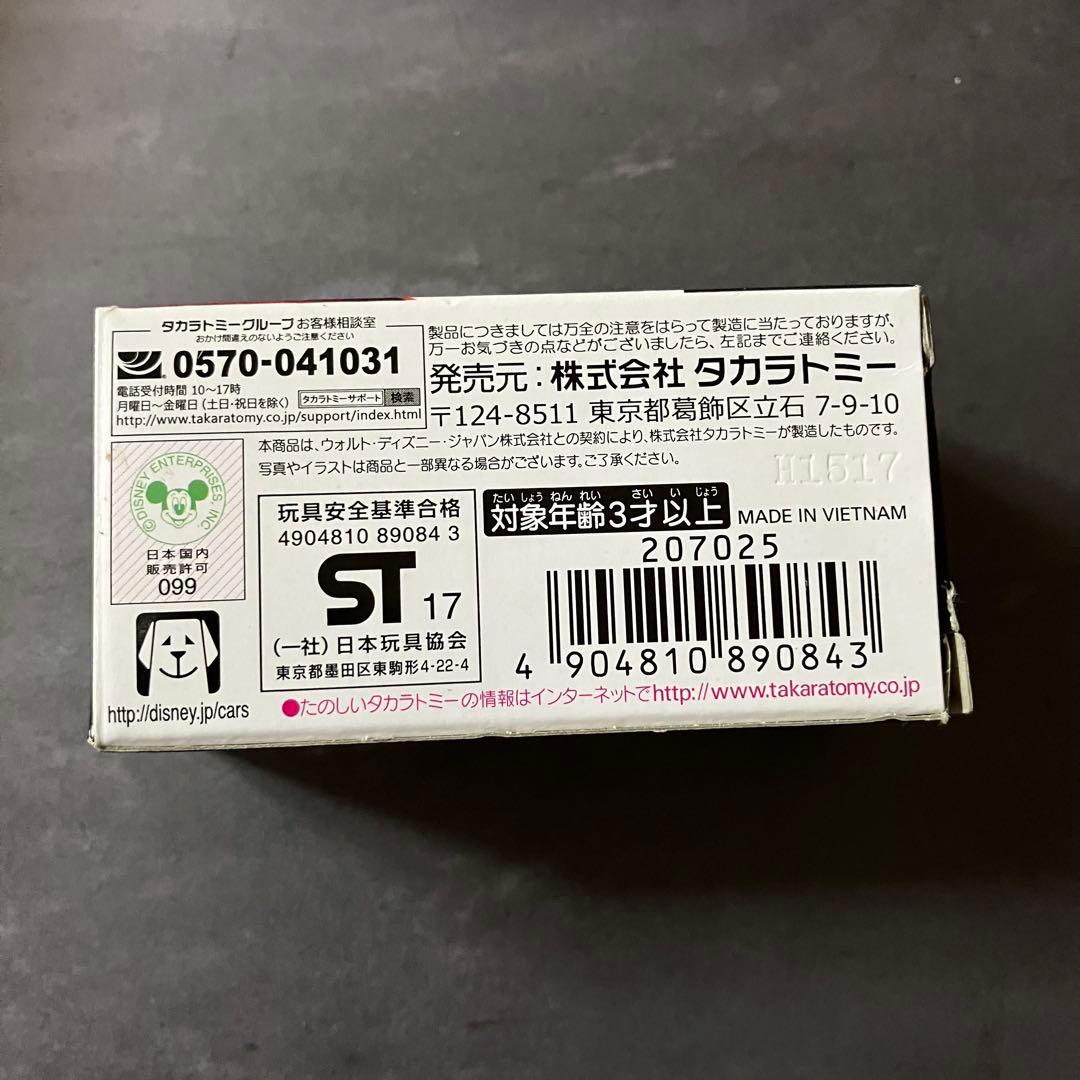 タカラトミーグループ お客様相談室
おかけ間違えのないようご注意ください
0570-041031
電話受付時間 10〜17時
月曜日〜金曜日 (土日・祝日を除く) タカラトミーサポート 検索
http://www.takaratomy.co.jp/support/index.html
製品につきましては万全の注意をはらって製造に当たっておりますが、
万一お気づきの点などがございましたら、左記までご連絡ください。
発売元：株式会社 タカラトミー
〒124-8511 東京都葛飾区立石 7-9-10
本商品は、ウォルト・ディズニー・ジャパン株式会社との契約により、株式会社タカラトミーが製造したものです。
写真やイラストは商品と一部異なる場合がございます。ご了承ください。
H1517
©DISNEY ENTERPRISES, INC.
日本国内
販売許可
099
http://disney.jp/cars
玩具安全基準合格
4904810 89084 3
ST 17
(一社)日本玩具協会
東京都墨田区東駒形4-22-4
たい しょう ねん れい さい い じょう
対象年齢3才以上
MADE IN VIETNAM
207025
4 904810 890843
●たのしいタカラトミーの情報はインターネットでhttp://www.takaratomy.co.jp